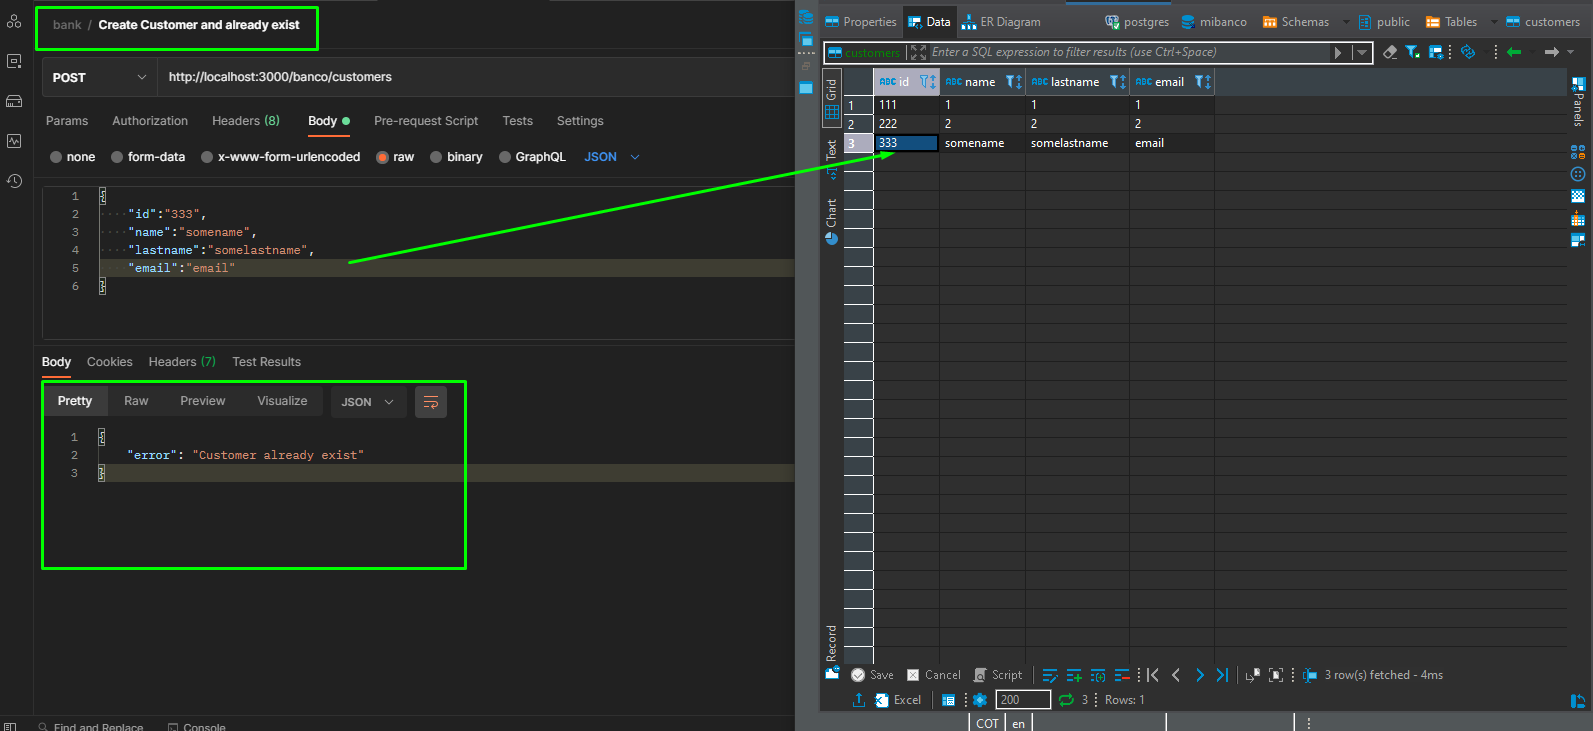 bank / Create Customer and already exist
POST http://localhost:3000/banco/customers
Params Authorization Headers (8) Body Pre-request Script Tests Settings
none form-data x-www-form-urlencoded raw binary GraphQL JSON
1 {
2 "id":"333",
3 "name":"somename",
4 "lastname":"somelastname",
5 "email":"email"
6 }
Body Cookies Headers (7) Test Results
Pretty Raw Preview Visualize JSON
1 {
2 "error": "Customer already exist"
3 }
Find and Replace Console
Properties Data ER Diagram postgres mibanco Schemas public Tables customers
customers Enter a SQL expression to filter results (use Ctrl+Space)
Grid
Text
Chart
Record
Panels
ABC id ABC name ABC lastname ABC email
1 111 1 1 1
2 222 2 2 2
3 333 somename somelastname email
Save Cancel Script 3 row(s) fetched - 4ms
Excel 200 3 Rows: 1
COT en